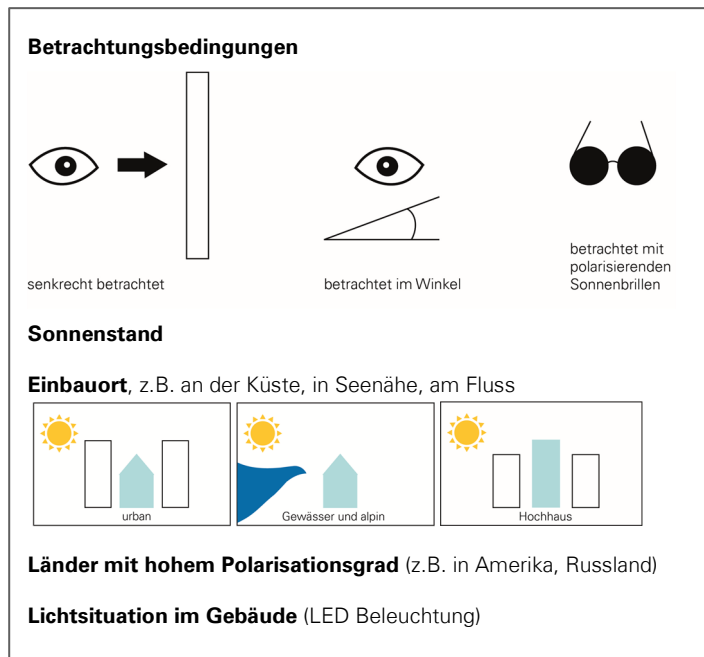 Betrachtungsbedingungen
senkrecht betrachtet
betrachtet im Winkel
betrachtet mit
polarisierenden
Sonnenbrillen
Sonnenstand
Einbauort, z.B. an der Küste, in Seenähe, am Fluss
urban
Gewässer und alpin
Hochhaus
Länder mit hohem Polarisationsgrad (z.B. in Amerika, Russland)
Lichtsituation im Gebäude (LED Beleuchtung)